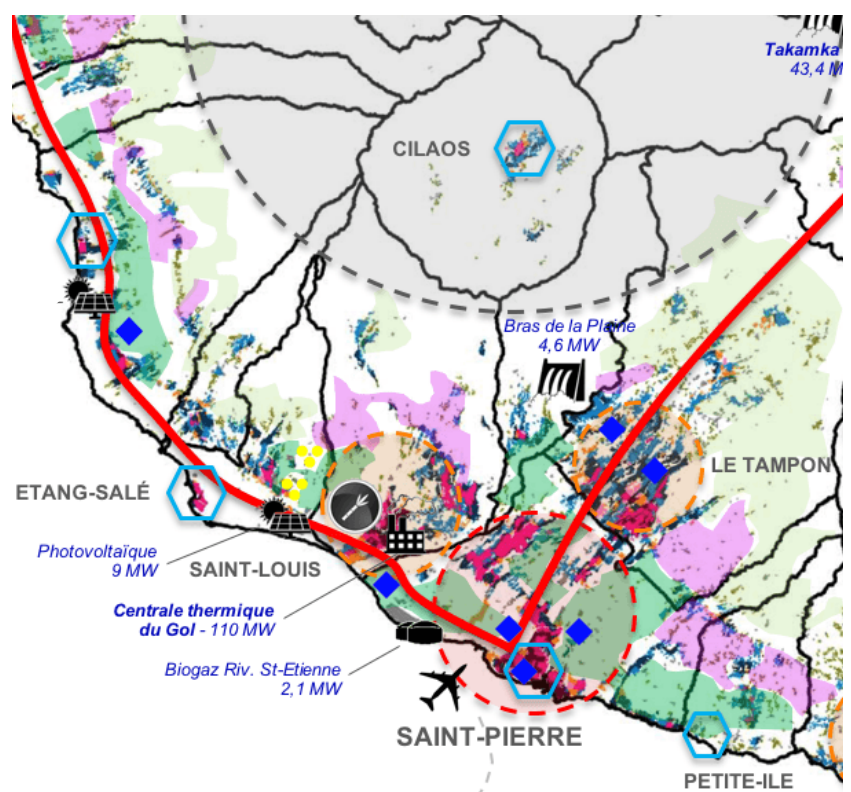 Takamka
43,4 M
CILAOS
Bras de la Plaine
4,6 MW
LE TAMPON
ETANG-SALÉ
Photovoltaïque
9 MW
SAINT-LOUIS
Centrale thermique
du Gol - 110 MW
Biogaz Riv. St-Etienne
2,1 MW
SAINT-PIERRE
PETITE-ILE